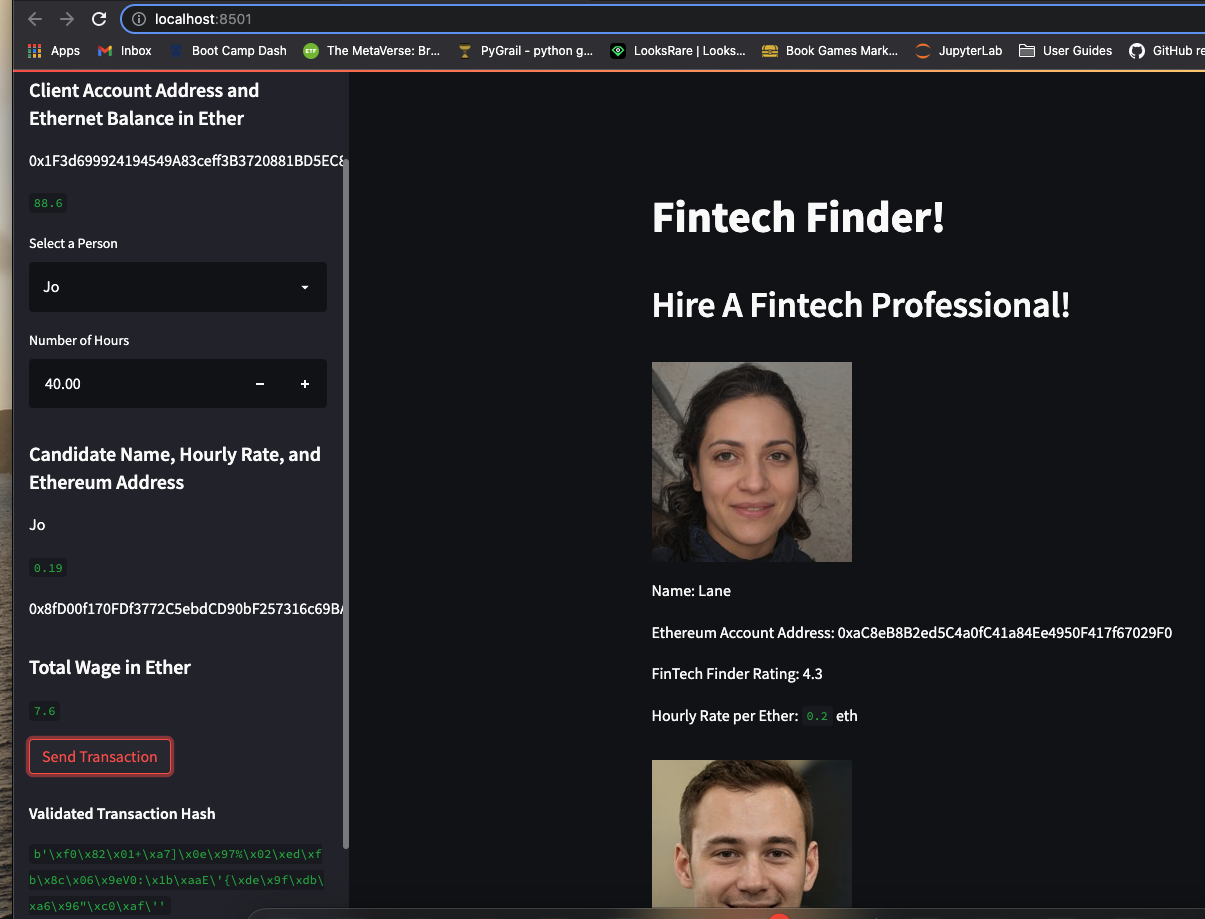 localhost:8501
Apps
Inbox
Boot Camp Dash
The MetaVerse: Br...
PyGrail - python g...
LooksRare | Looks...
Book Games Mark...
JupyterLab
User Guides
GitHub re
Client Account Address and
Ethernet Balance in Ether
0x1F3d699924194549A83ceff3B3720881BD5EC8
88.6
Select a Person
Jo
Number of Hours
40.00
Candidate Name, Hourly Rate, and
Ethereum Address
Jo
0.19
0x8fD00f170FDf3772C5ebdCD90bF257316c69BA
Total Wage in Ether
7.6
Send Transaction
Validated Transaction Hash
b'\xf0\x82\x01+\xa7]\x0e\x97%\x02\xed\xf
b\x8c\x06\x9eV0:\x1b\xaaE\'{\xde\x9f\xdb\
xa6\x96"\xc0\xaf\''
Fintech Finder!
Hire A Fintech Professional!
Name: Lane
Ethereum Account Address: 0xaC8eB8B2ed5C4a0fC41a84Ee4950F417f67029F0
FinTech Finder Rating: 4.3
Hourly Rate per Ether: 0.2 eth